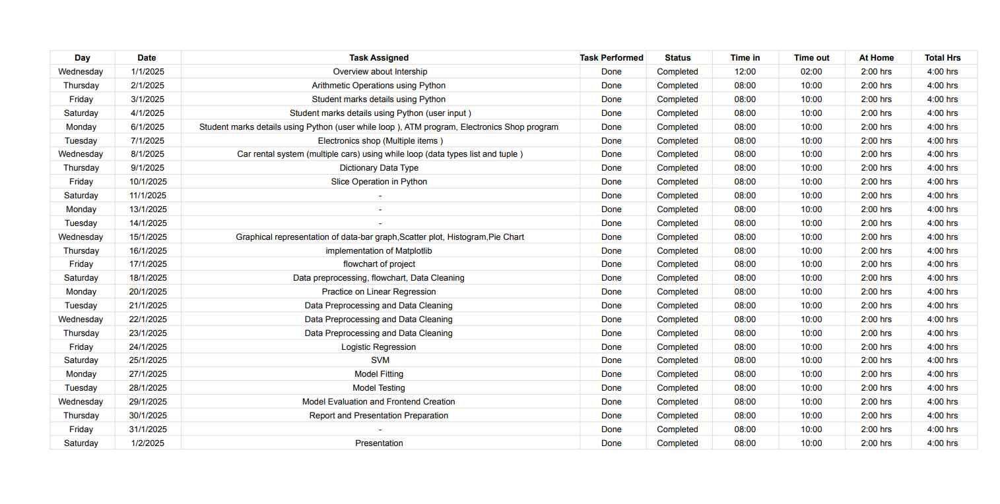 Day Date Task Assigned Task Performed Status Time in Time out At Home Total Hrs
Wednesday 1/1/2025 Overview about Intership Done Completed 12:00 02:00 2:00 hrs 4:00 hrs
Thursday 2/1/2025 Arithmetic Operations using Python Done Completed 08:00 10:00 2:00 hrs 4:00 hrs
Friday 3/1/2025 Student marks details using Python Done Completed 08:00 10:00 2:00 hrs 4:00 hrs
Saturday 4/1/2025 Student marks details using Python (user input ) Done Completed 08:00 10:00 2:00 hrs 4:00 hrs
Monday 6/1/2025 Student marks details using Python (user while loop ), ATM program, Electronics Shop program Done Completed 08:00 10:00 2:00 hrs 4:00 hrs
Tuesday 7/1/2025 Electronics shop (Multiple items ) Done Completed 08:00 10:00 2:00 hrs 4:00 hrs
Wednesday 8/1/2025 Car rental system (multiple cars) using while loop (data types list and tuple ) Done Completed 08:00 10:00 2:00 hrs 4:00 hrs
Thursday 9/1/2025 Dictionary Data Type Done Completed 08:00 10:00 2:00 hrs 4:00 hrs
Friday 10/1/2025 Slice Operation in Python Done Completed 08:00 10:00 2:00 hrs 4:00 hrs
Saturday 11/1/2025 - Done Completed 08:00 10:00 2:00 hrs 4:00 hrs
Monday 13/1/2025 - Done Completed 08:00 10:00 2:00 hrs 4:00 hrs
Tuesday 14/1/2025 - Done Completed 08:00 10:00 2:00 hrs 4:00 hrs
Wednesday 15/1/2025 Graphical representation of data-bar graph,Scatter plot, Histogram,Pie Chart Done Completed 08:00 10:00 2:00 hrs 4:00 hrs
Thursday 16/1/2025 implementation of Matplotlib Done Completed 08:00 10:00 2:00 hrs 4:00 hrs
Friday 17/1/2025 flowchart of project Done Completed 08:00 10:00 2:00 hrs 4:00 hrs
Saturday 18/1/2025 Data preprocessing, flowchart, Data Cleaning Done Completed 08:00 10:00 2:00 hrs 4:00 hrs
Monday 20/1/2025 Practice on Linear Regression Done Completed 08:00 10:00 2:00 hrs 4:00 hrs
Tuesday 21/1/2025 Data Preprocessing and Data Cleaning Done Completed 08:00 10:00 2:00 hrs 4:00 hrs
Wednesday 22/1/2025 Data Preprocessing and Data Cleaning Done Completed 08:00 10:00 2:00 hrs 4:00 hrs
Thursday 23/1/2025 Data Preprocessing and Data Cleaning Done Completed 08:00 10:00 2:00 hrs 4:00 hrs
Friday 24/1/2025 Logistic Regression Done Completed 08:00 10:00 2:00 hrs 4:00 hrs
Saturday 25/1/2025 SVM Done Completed 08:00 10:00 2:00 hrs 4:00 hrs
Monday 27/1/2025 Model Fitting Done Completed 08:00 10:00 2:00 hrs 4:00 hrs
Tuesday 28/1/2025 Model Testing Done Completed 08:00 10:00 2:00 hrs 4:00 hrs
Wednesday 29/1/2025 Model Evaluation and Frontend Creation Done Completed 08:00 10:00 2:00 hrs 4:00 hrs
Thursday 30/1/2025 Report and Presentation Preparation Done Completed 08:00 10:00 2:00 hrs 4:00 hrs
Friday 31/1/2025 - Done Completed 08:00 10:00 2:00 hrs 4:00 hrs
Saturday 1/2/2025 Presentation Done Completed 08:00 10:00 2:00 hrs 4:00 hrs